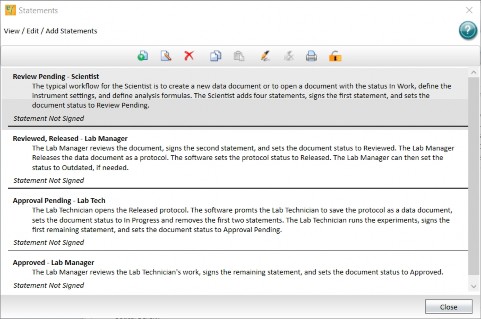 Statements
View / Edit / Add Statements
Review Pending - Scientist
The typical workflow for the Scientist is to create a new data document or to open a document with the status In Work, define the
instrument settings, and define analysis formulas. The Scientist adds four statements, signs the first statement, and sets the
document status to Review Pending.
Statement Not Signed
Reviewed, Released - Lab Manager
The Lab Manager reviews the document, signs the second statement, and sets the document status to Reviewed. The Lab Manager
Releases the data document as a protocol. The software sets the protocol status to Released. The Lab Manager can then set the
status to Outdated, if needed.
Statement Not Signed
Approval Pending - Lab Tech
The Lab Technician opens the Released protocol. The software promts the Lab Technician to save the protocol as a data document,
sets the document status to In Progress and removes the first two statements. The Lab Technician runs the experiments, signs the
first remaining statement, and sets the document status to Approval Pending.
Statement Not Signed
Approved - Lab Manager
The Lab Manager reviews the Lab Technician's work, signs the remaining statement, and sets the document status to Approved.
Statement Not Signed
Close